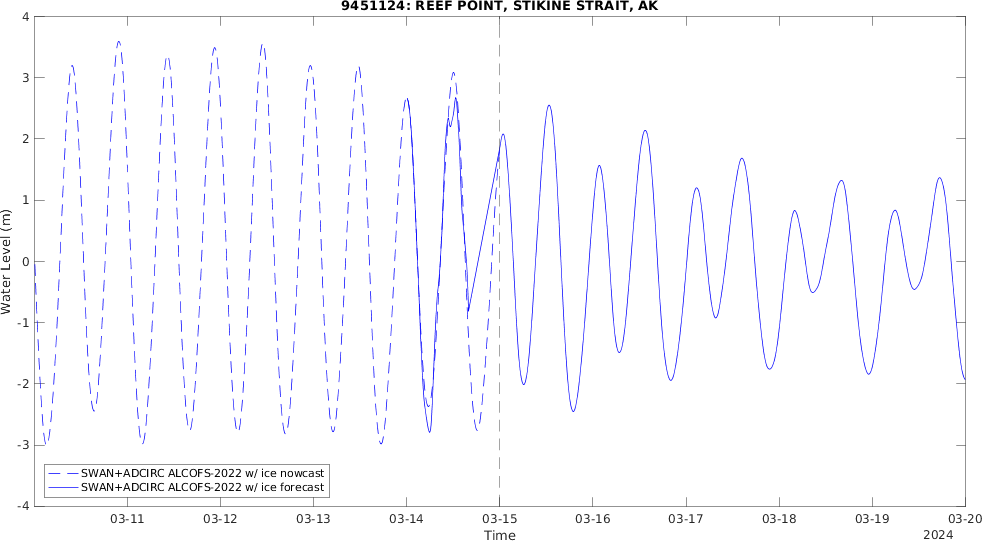 9451124: REEF POINT, STIKINE STRAIT, AK
4
3
2
1
0
-1
-2
-3
-4
Water Level (m)
SWAN+ADCIRC ALCOFS-2022 w/ ice nowcast
SWAN+ADCIRC ALCOFS-2022 w/ ice forecast
03-11 03-12 03-13 03-14 03-15 03-16 03-17 03-18 03-19 03-20
Time
2024